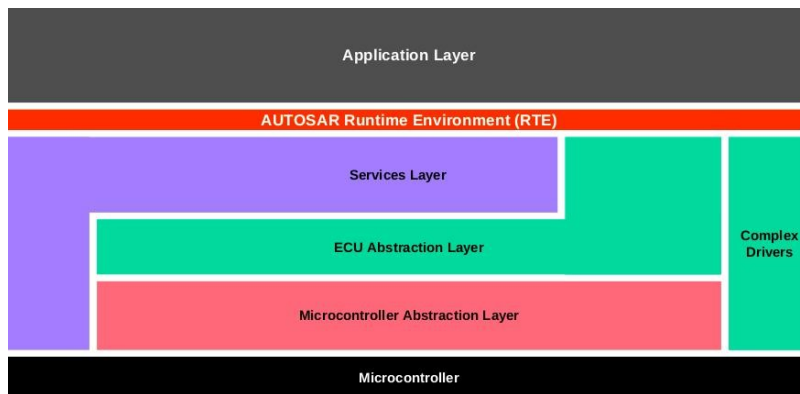 Application Layer
AUTOSAR Runtime Environment (RTE)
Services Layer
ECU Abstraction Layer
Complex
Drivers
Microcontroller Abstraction Layer
Microcontroller